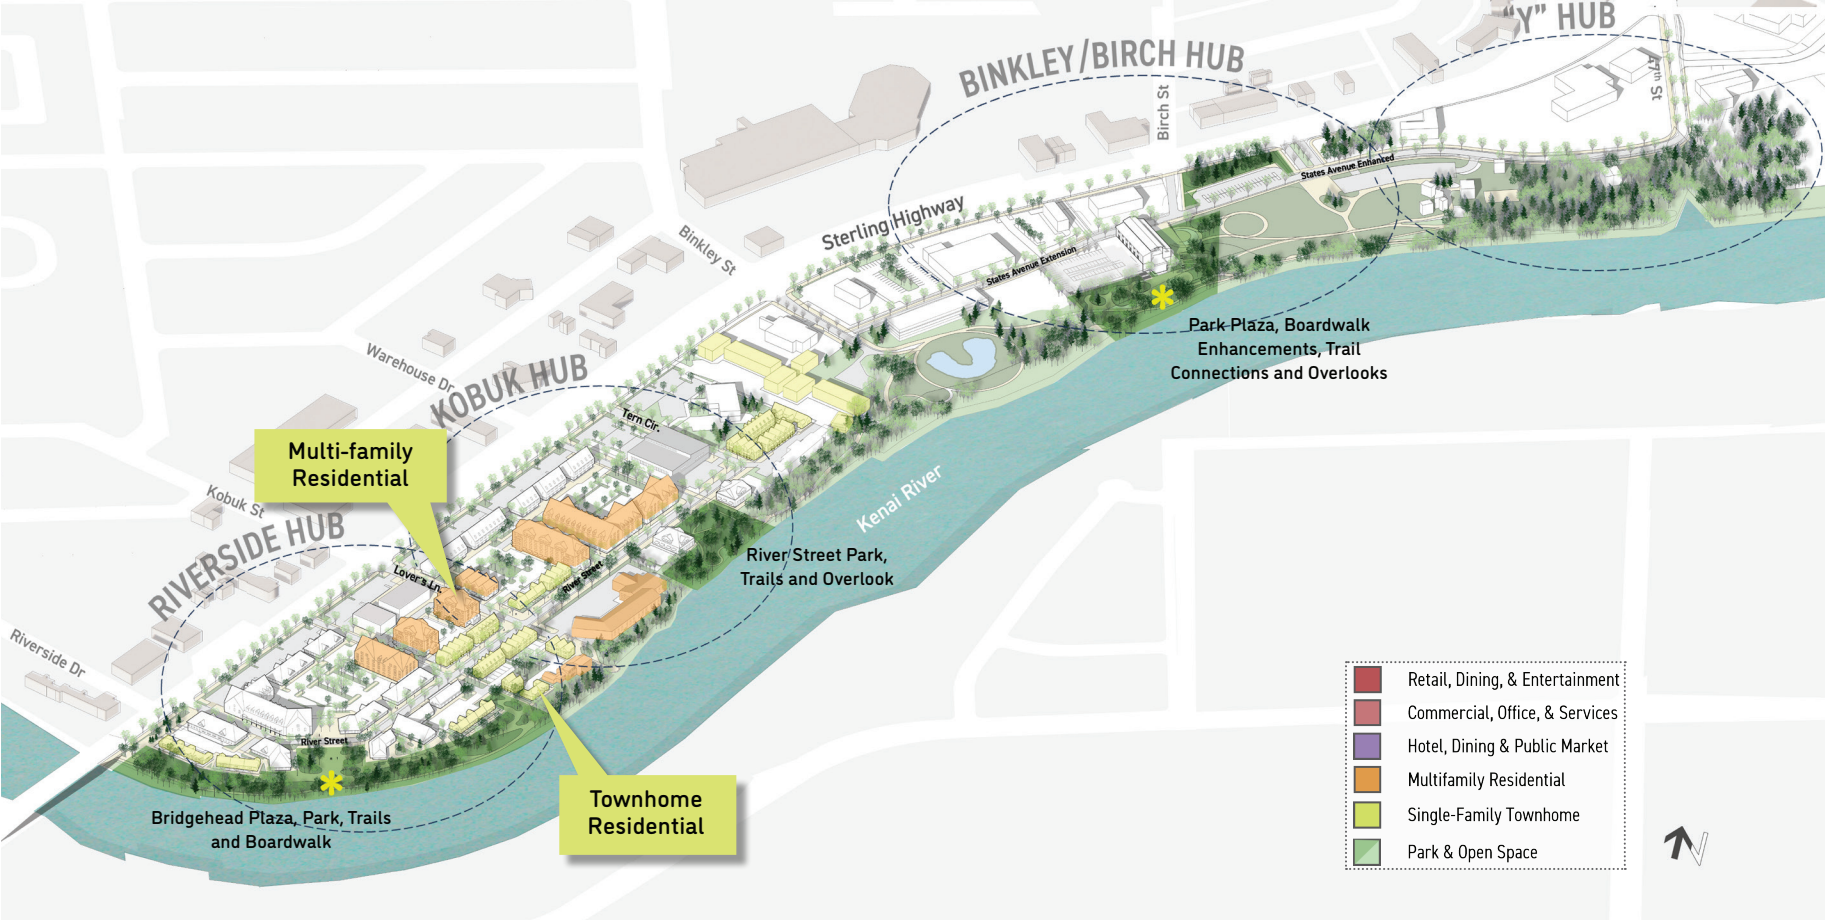 “Y” HUB
BINKLEY/BIRCH HUB
47th St
Birch St
States Avenue Enhanced
Sterling Highway
Binkley St
States Avenue Extension
Park Plaza, Boardwalk
Enhancements, Trail
Connections and Overlooks
Warehouse Dr
KOBUK HUB
Tern Cir.
Multi-family
Residential
Kenai River
Kobuk St
RIVERSIDE HUB
River Street Park,
Trails and Overlook
Lover's Ln.
River Street
Riverside Dr
River Street
Townhome
Residential
Bridgehead Plaza, Park, Trails
and Boardwalk
Retail, Dining, & Entertainment
Commercial, Office, & Services
Hotel, Dining & Public Market
Multifamily Residential
Single-Family Townhome
Park & Open Space
N